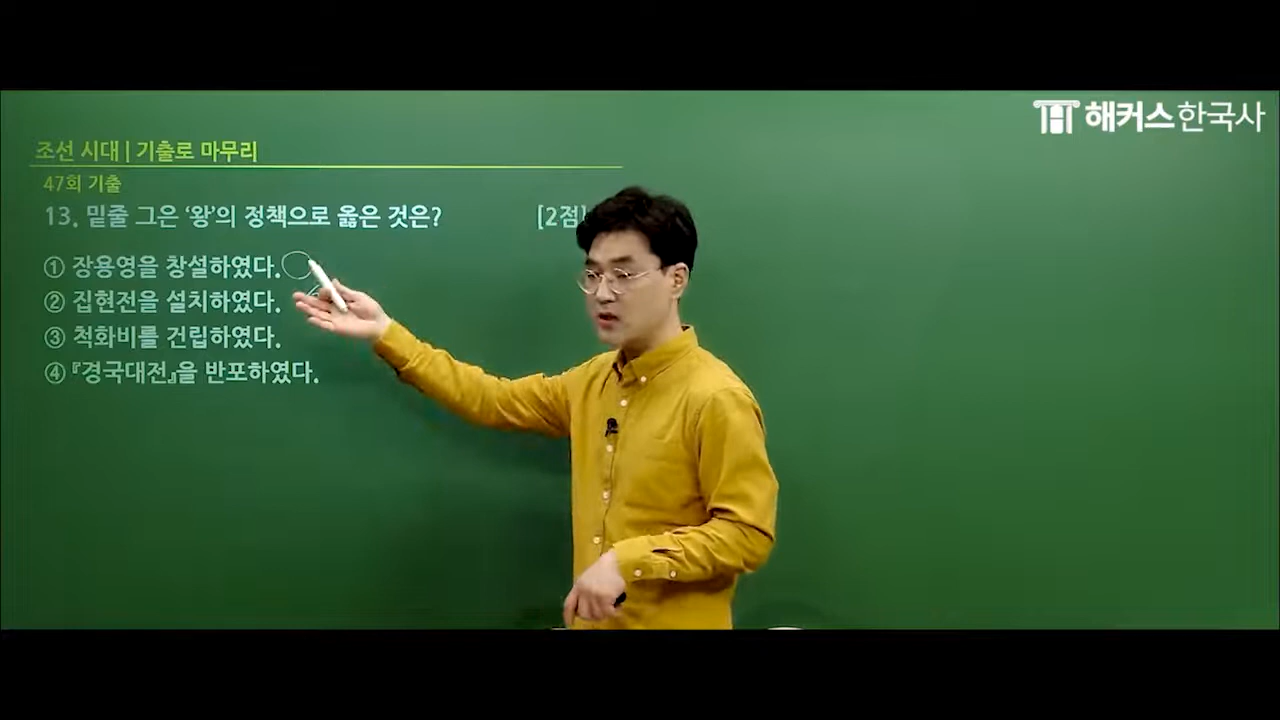 해커스한국사
조선 시대 | 기출로 마무리
47회 기출
13. 밑줄 그은 ‘왕’의 정책으로 옳은 것은? [2점]
① 장용영을 창설하였다.
② 집현전을 설치하였다.
③ 척화비를 건립하였다.
④ 『경국대전』을 반포하였다.